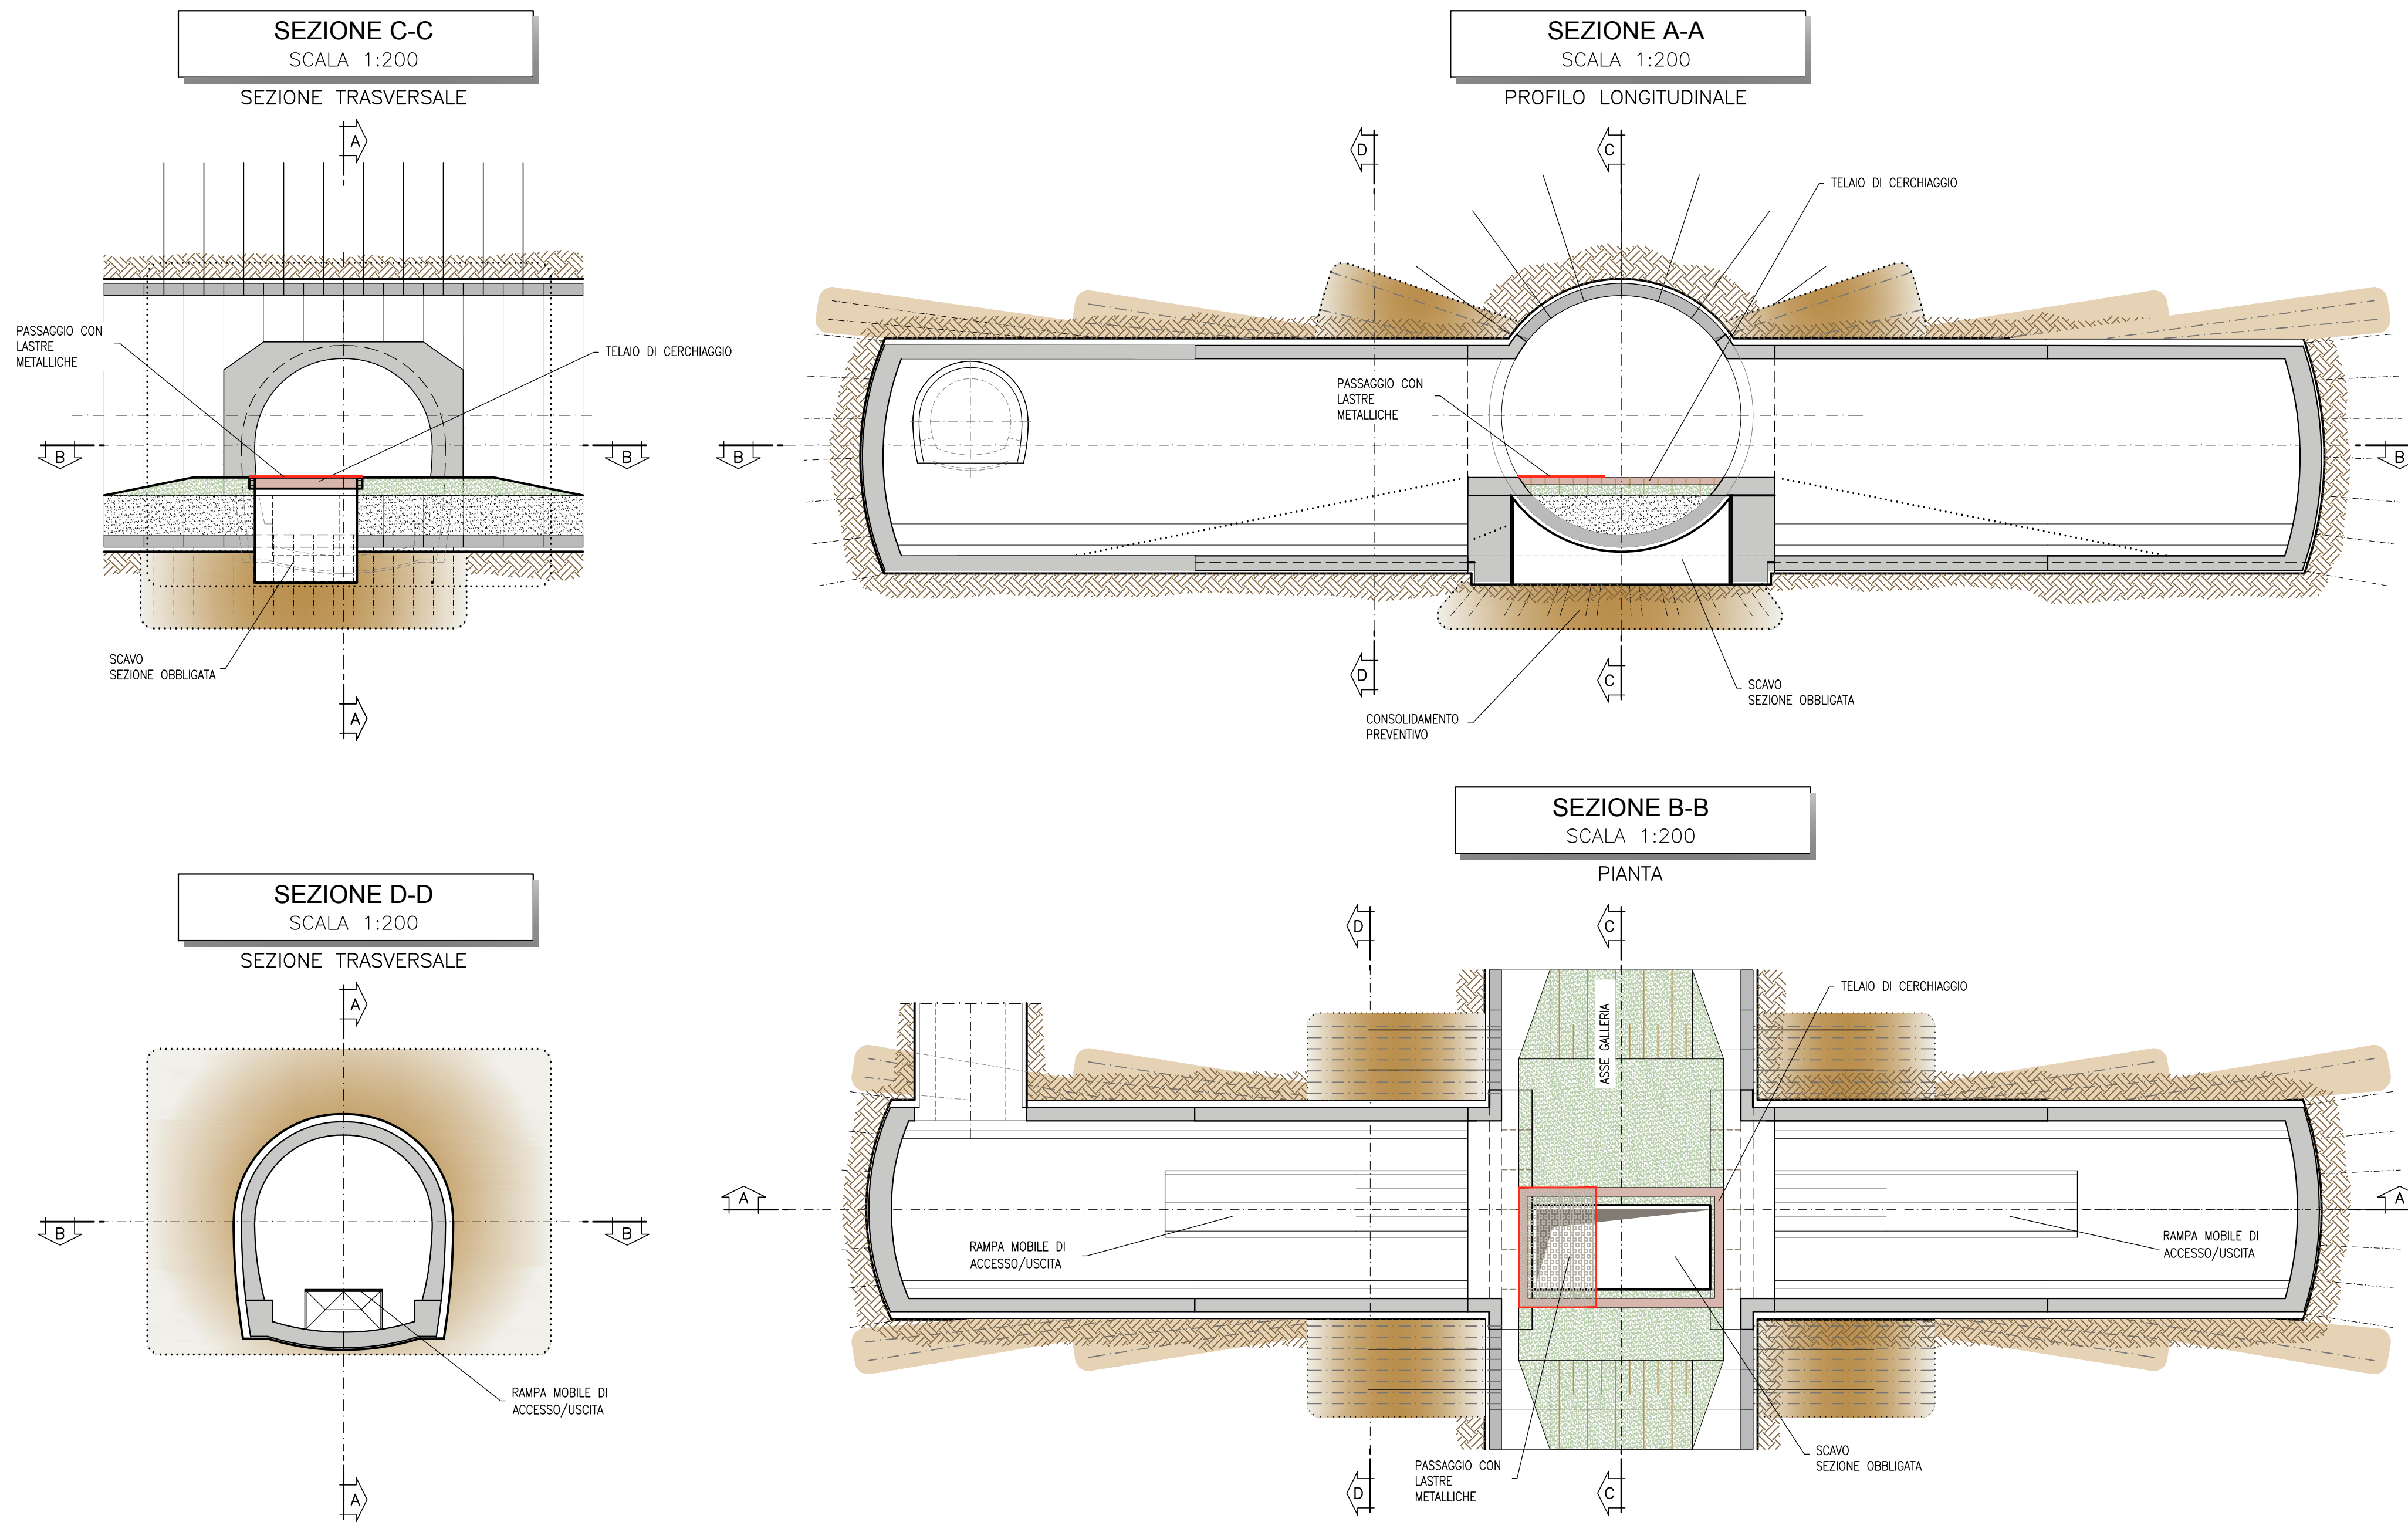 SEZIONE C-C
SCALA 1:200
SEZIONE TRASVERSALE
A
PASSAGGIO CON
LASTRE
METALLICHE
TELAIO DI CERCHIAGGIO
B
B
SCAVO
SEZIONE OBBLIGATA
A
SEZIONE A-A
SCALA 1:200
PROFILO LONGITUDINALE
D
C
TELAIO DI CERCHIAGGIO
PASSAGGIO CON
LASTRE
METALLICHE
B
B
D
C
SCAVO
SEZIONE OBBLIGATA
CONSOLIDAMENTO
PREVENTIVO
SEZIONE D-D
SCALA 1:200
SEZIONE TRASVERSALE
A
B
B
RAMPA MOBILE DI
ACCESSO/USCITA
A
SEZIONE B-B
SCALA 1:200
PIANTA
D
C
TELAIO DI CERCHIAGGIO
ASSE GALLERIA
A
A
RAMPA MOBILE DI
ACCESSO/USCITA
RAMPA MOBILE DI
ACCESSO/USCITA
SCAVO
SEZIONE OBBLIGATA
PASSAGGIO CON
LASTRE
METALLICHE
D
C